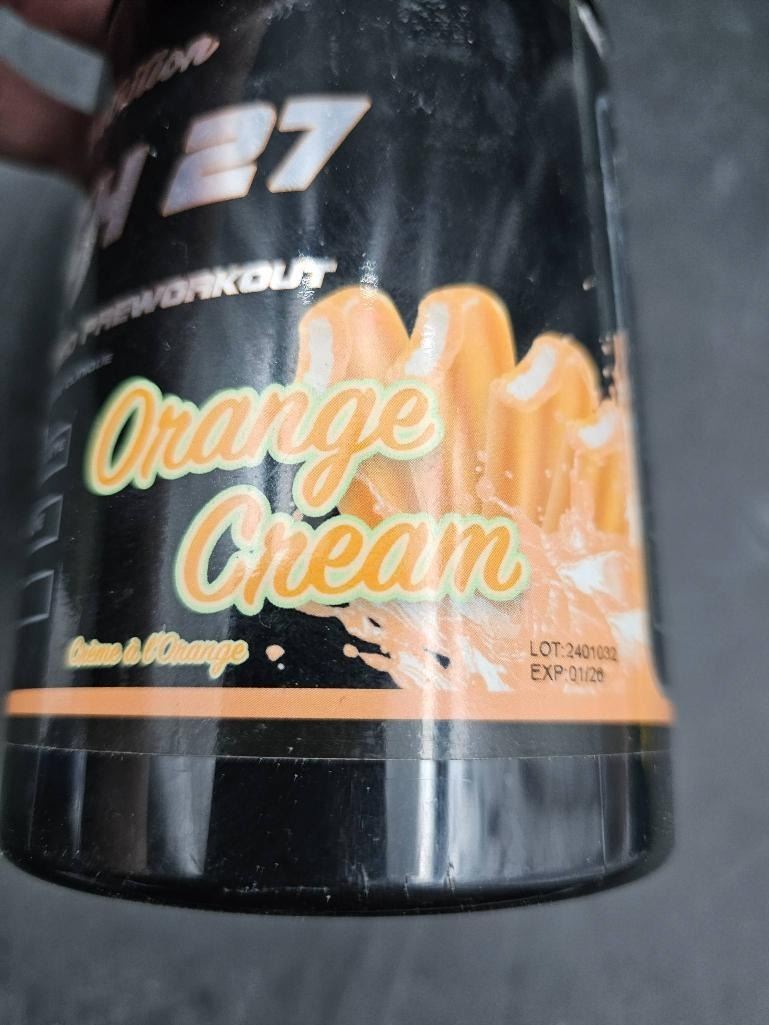 27
PREWORKOUT
Orange
Cream
Crème à l'Orange
LOT:2401032
EXP:01/26